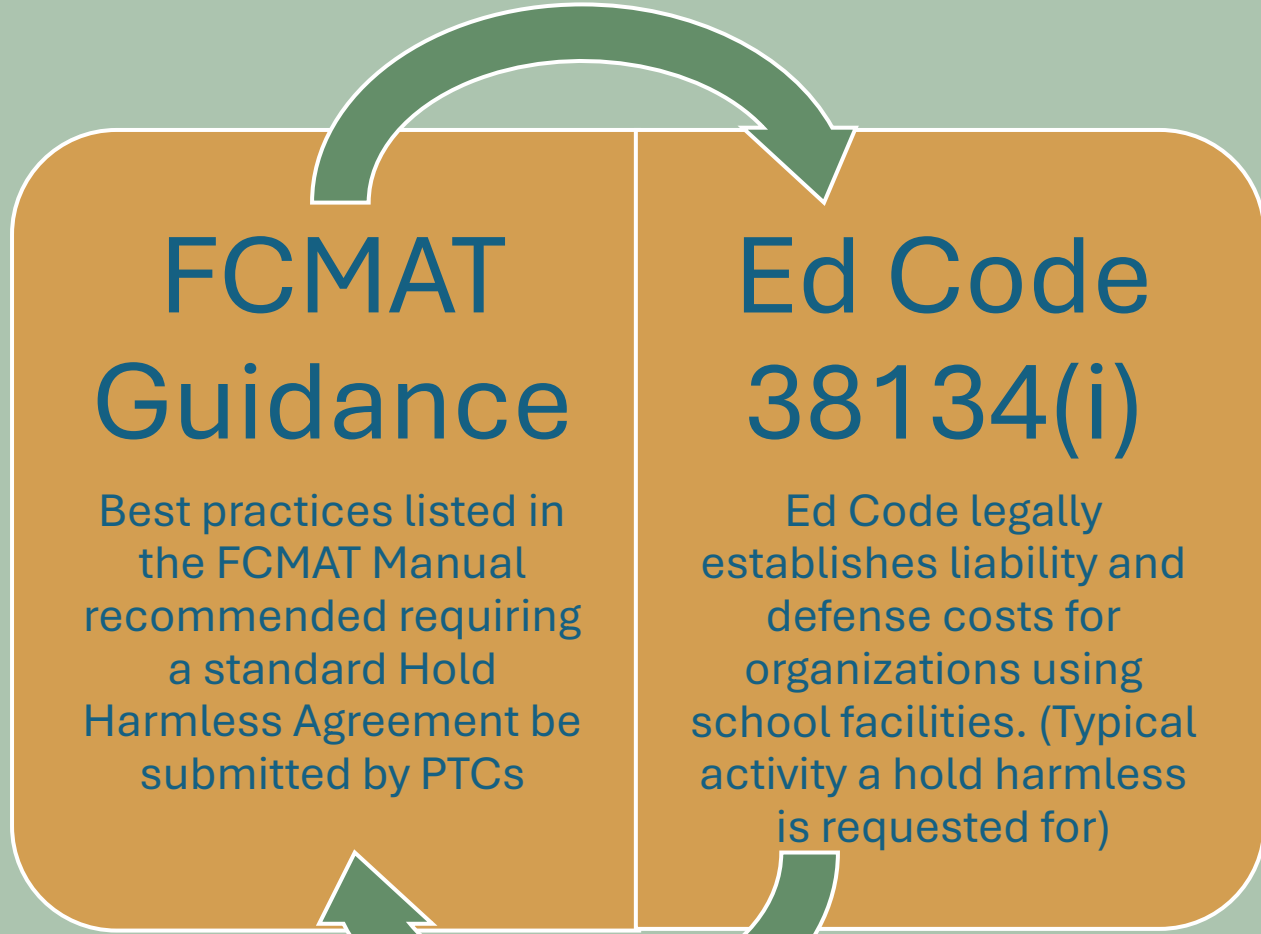 FCMAT
Guidance
Best practices listed in
the FCMAT Manual
recommended requiring
a standard Hold
Harmless Agreement be
submitted by PTCs
Ed Code
38134(i)
Ed Code legally
establishes liability and
defense costs for
organizations using
school facilities. (Typical
activity a hold harmless
is requested for)